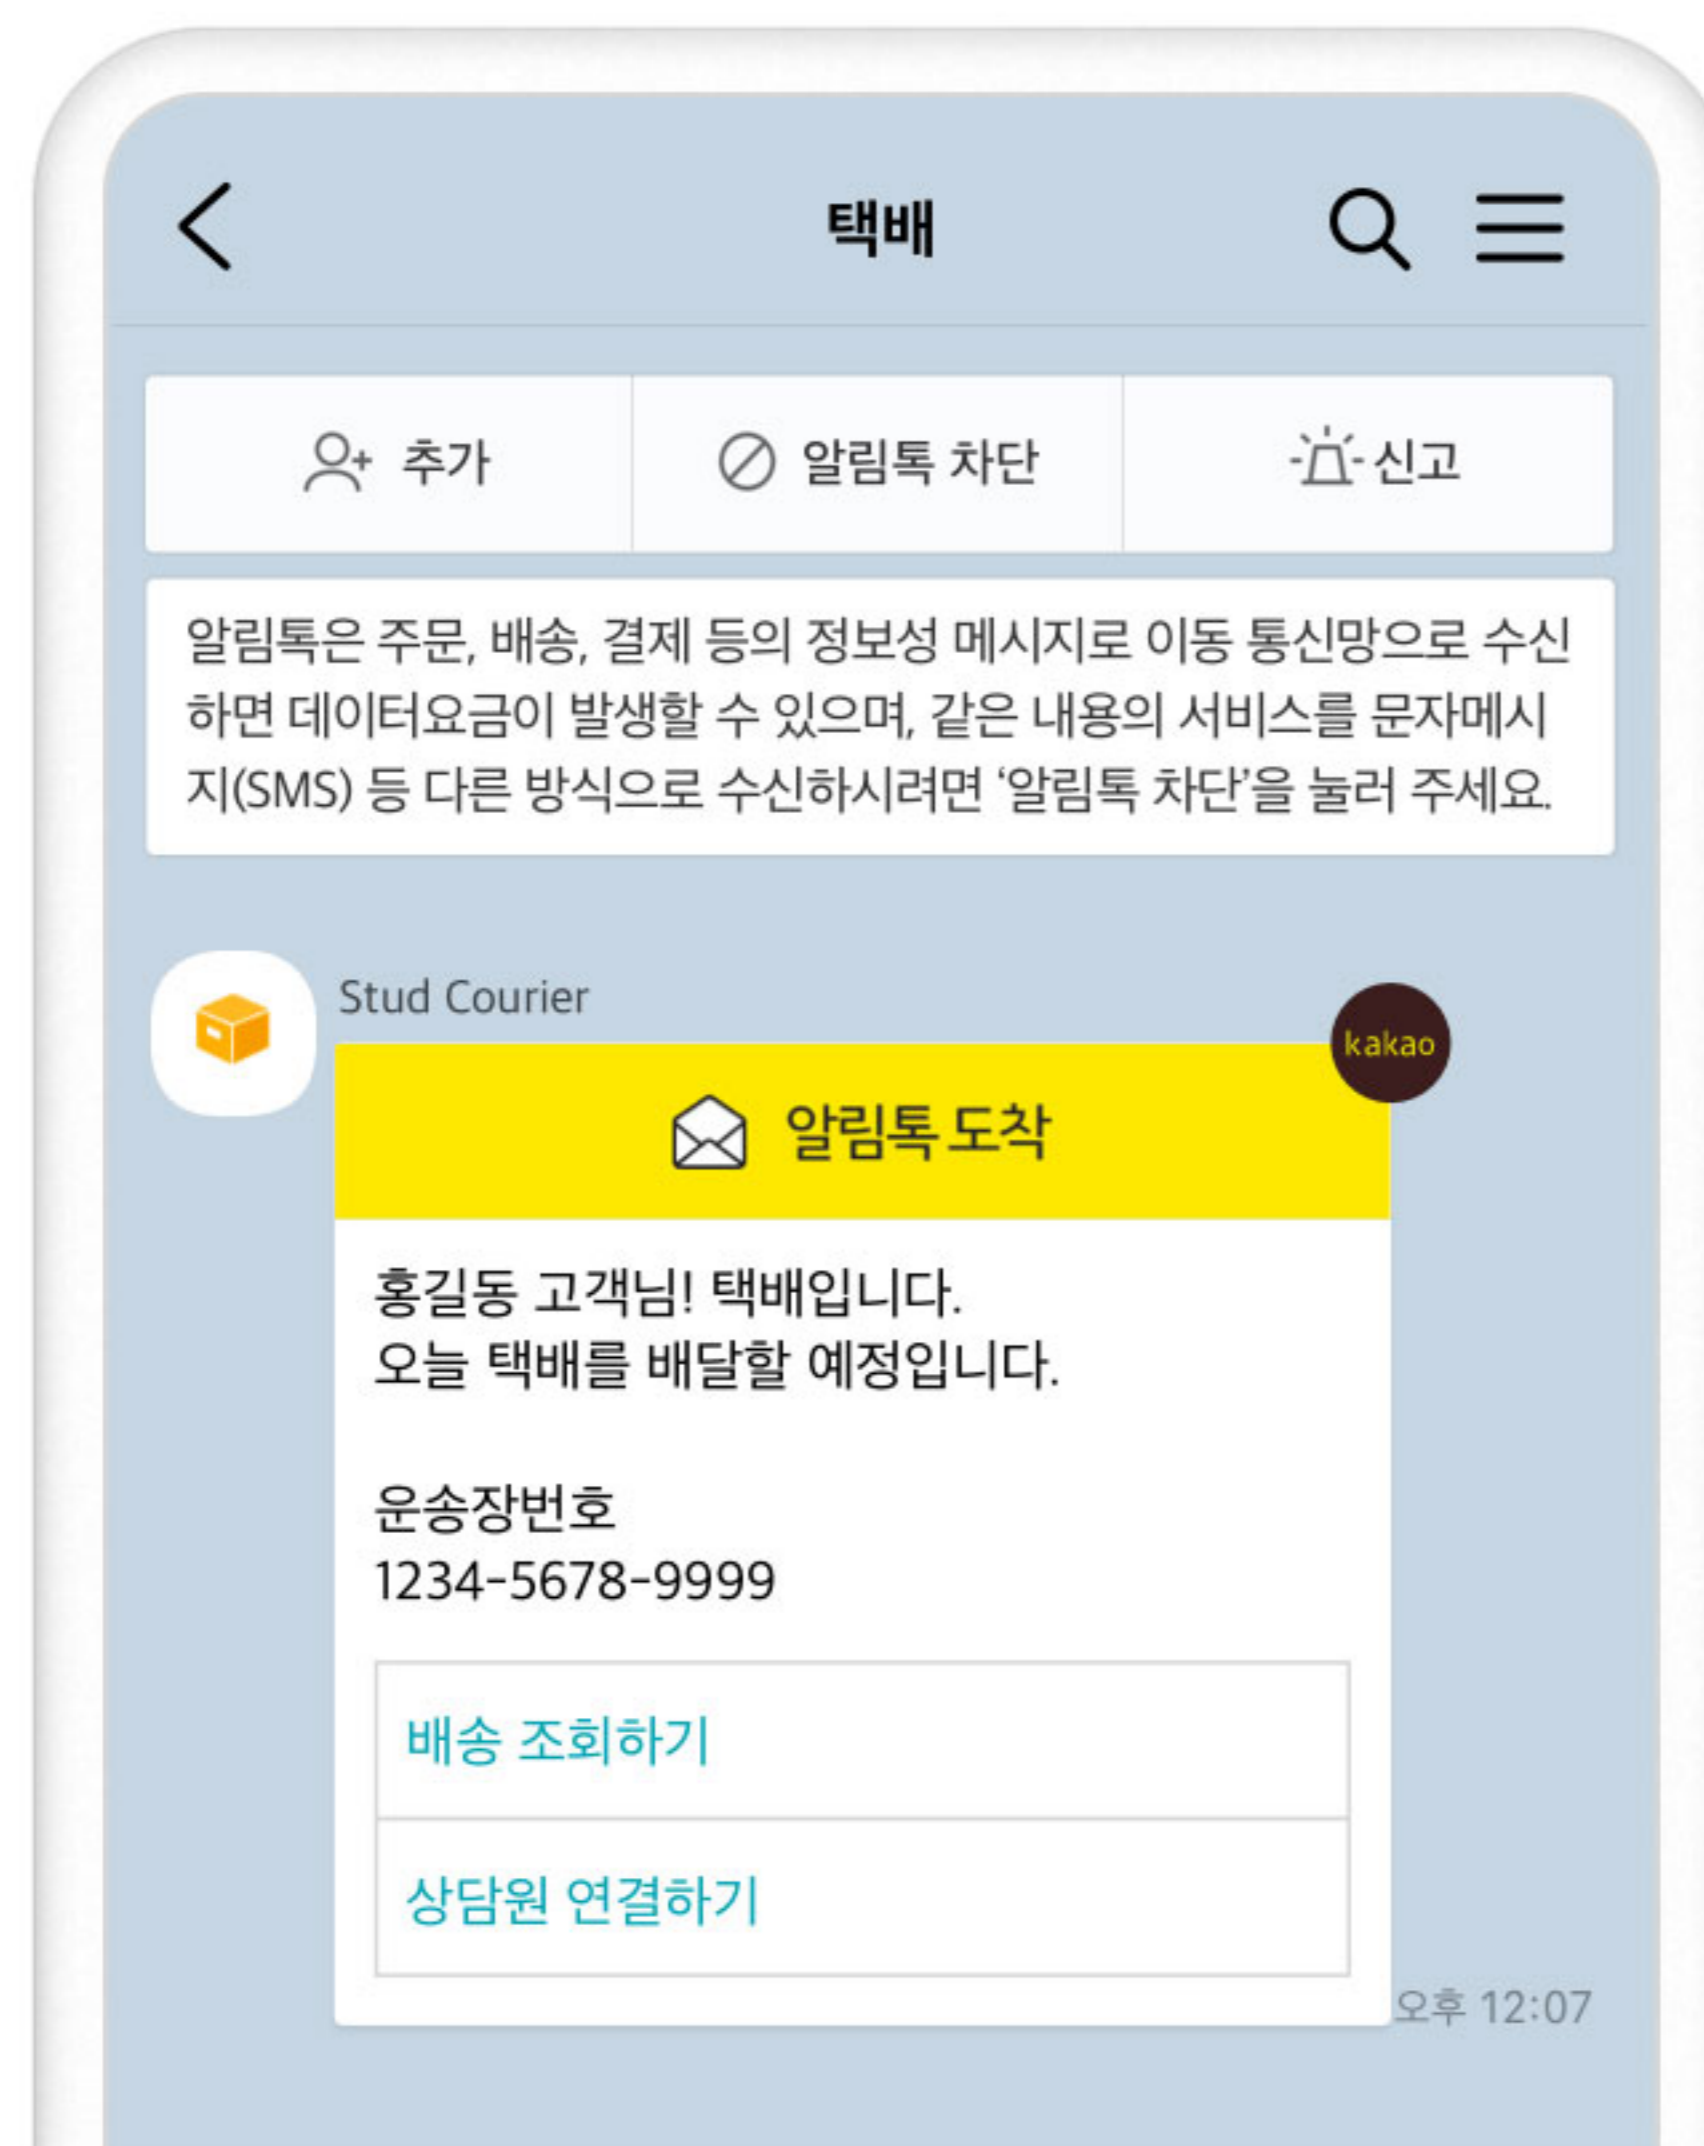 택배
추가
알림톡 차단
신고
알림톡은 주문, 배송, 결제 등의 정보성 메시지로 이동 통신망으로 수신
하면 데이터요금이 발생할 수 있으며, 같은 내용의 서비스를 문자메시
지(SMS) 등 다른 방식으로 수신하시려면 ‘알림톡 차단’을 눌러 주세요.
Stud Courier
kakao
알림톡 도착
홍길동 고객님! 택배입니다.
오늘 택배를 배달할 예정입니다.
운송장번호
1234-5678-9999
배송 조회하기
상담원 연결하기
오후 12:07